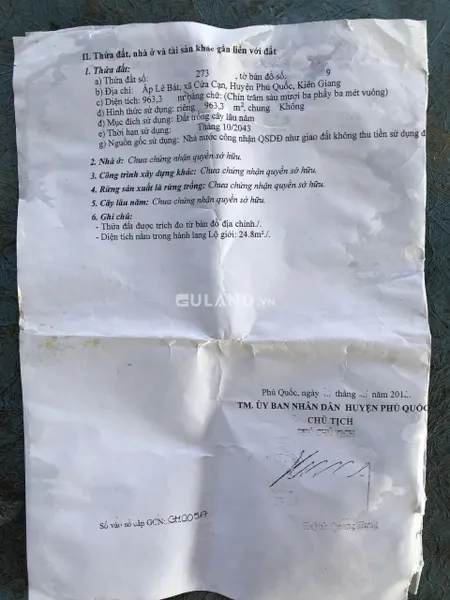 II. Thửa đất, nhà ở và tài sản khác gắn liền với đất
1. Thửa đất:
a) Thửa đất số: 273 , tờ bản đồ số: 9
b) Địa chỉ: Ấp Lê Bát, xã Cửa Cạn, Huyện Phú Quốc, Kiên Giang
c) Diện tích: 963,3 m² bằng chữ: (Chín trăm sáu mươi ba phẩy ba mét vuông)
d) Hình thức sử dụng: riêng: 963,3 m², chung Không
đ) Mục đích sử dụng: Đất trồng cây lâu năm
e) Thời hạn sử dụng: Tháng 10/2043
g) Nguồn gốc sử dụng: Nhà nước công nhận QSDĐ như giao đất không thu tiền sử dụng đ
2. Nhà ở: Chưa chứng nhận quyền sở hữu.
3. Công trình xây dựng khác: Chưa chứng nhận quyền sở hữu.
4. Rừng sản xuất là rừng trồng: Chưa chứng nhận quyền sở hữu.
5. Cây lâu năm: Chưa chứng nhận quyền sở hữu.
6. Ghi chú:
- Thửa đất được trích đo từ bản đồ địa chính./.
- Diện tích nằm trong hành lang Lộ giới: 24.8m²./.
GULAND.VN
Phú Quốc, ngày tháng năm 201
TM. ỦY BAN NHÂN DÂN HUYỆN PHÚ QUỐC
CHỦ TỊCH
Huỳnh Quang Hưng
Số vào sổ cấp GCN: